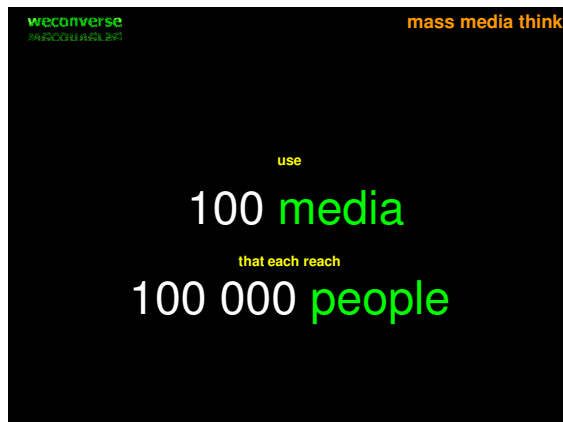 weconverse
mass media think
use
100 media
that each reach
100 000 people